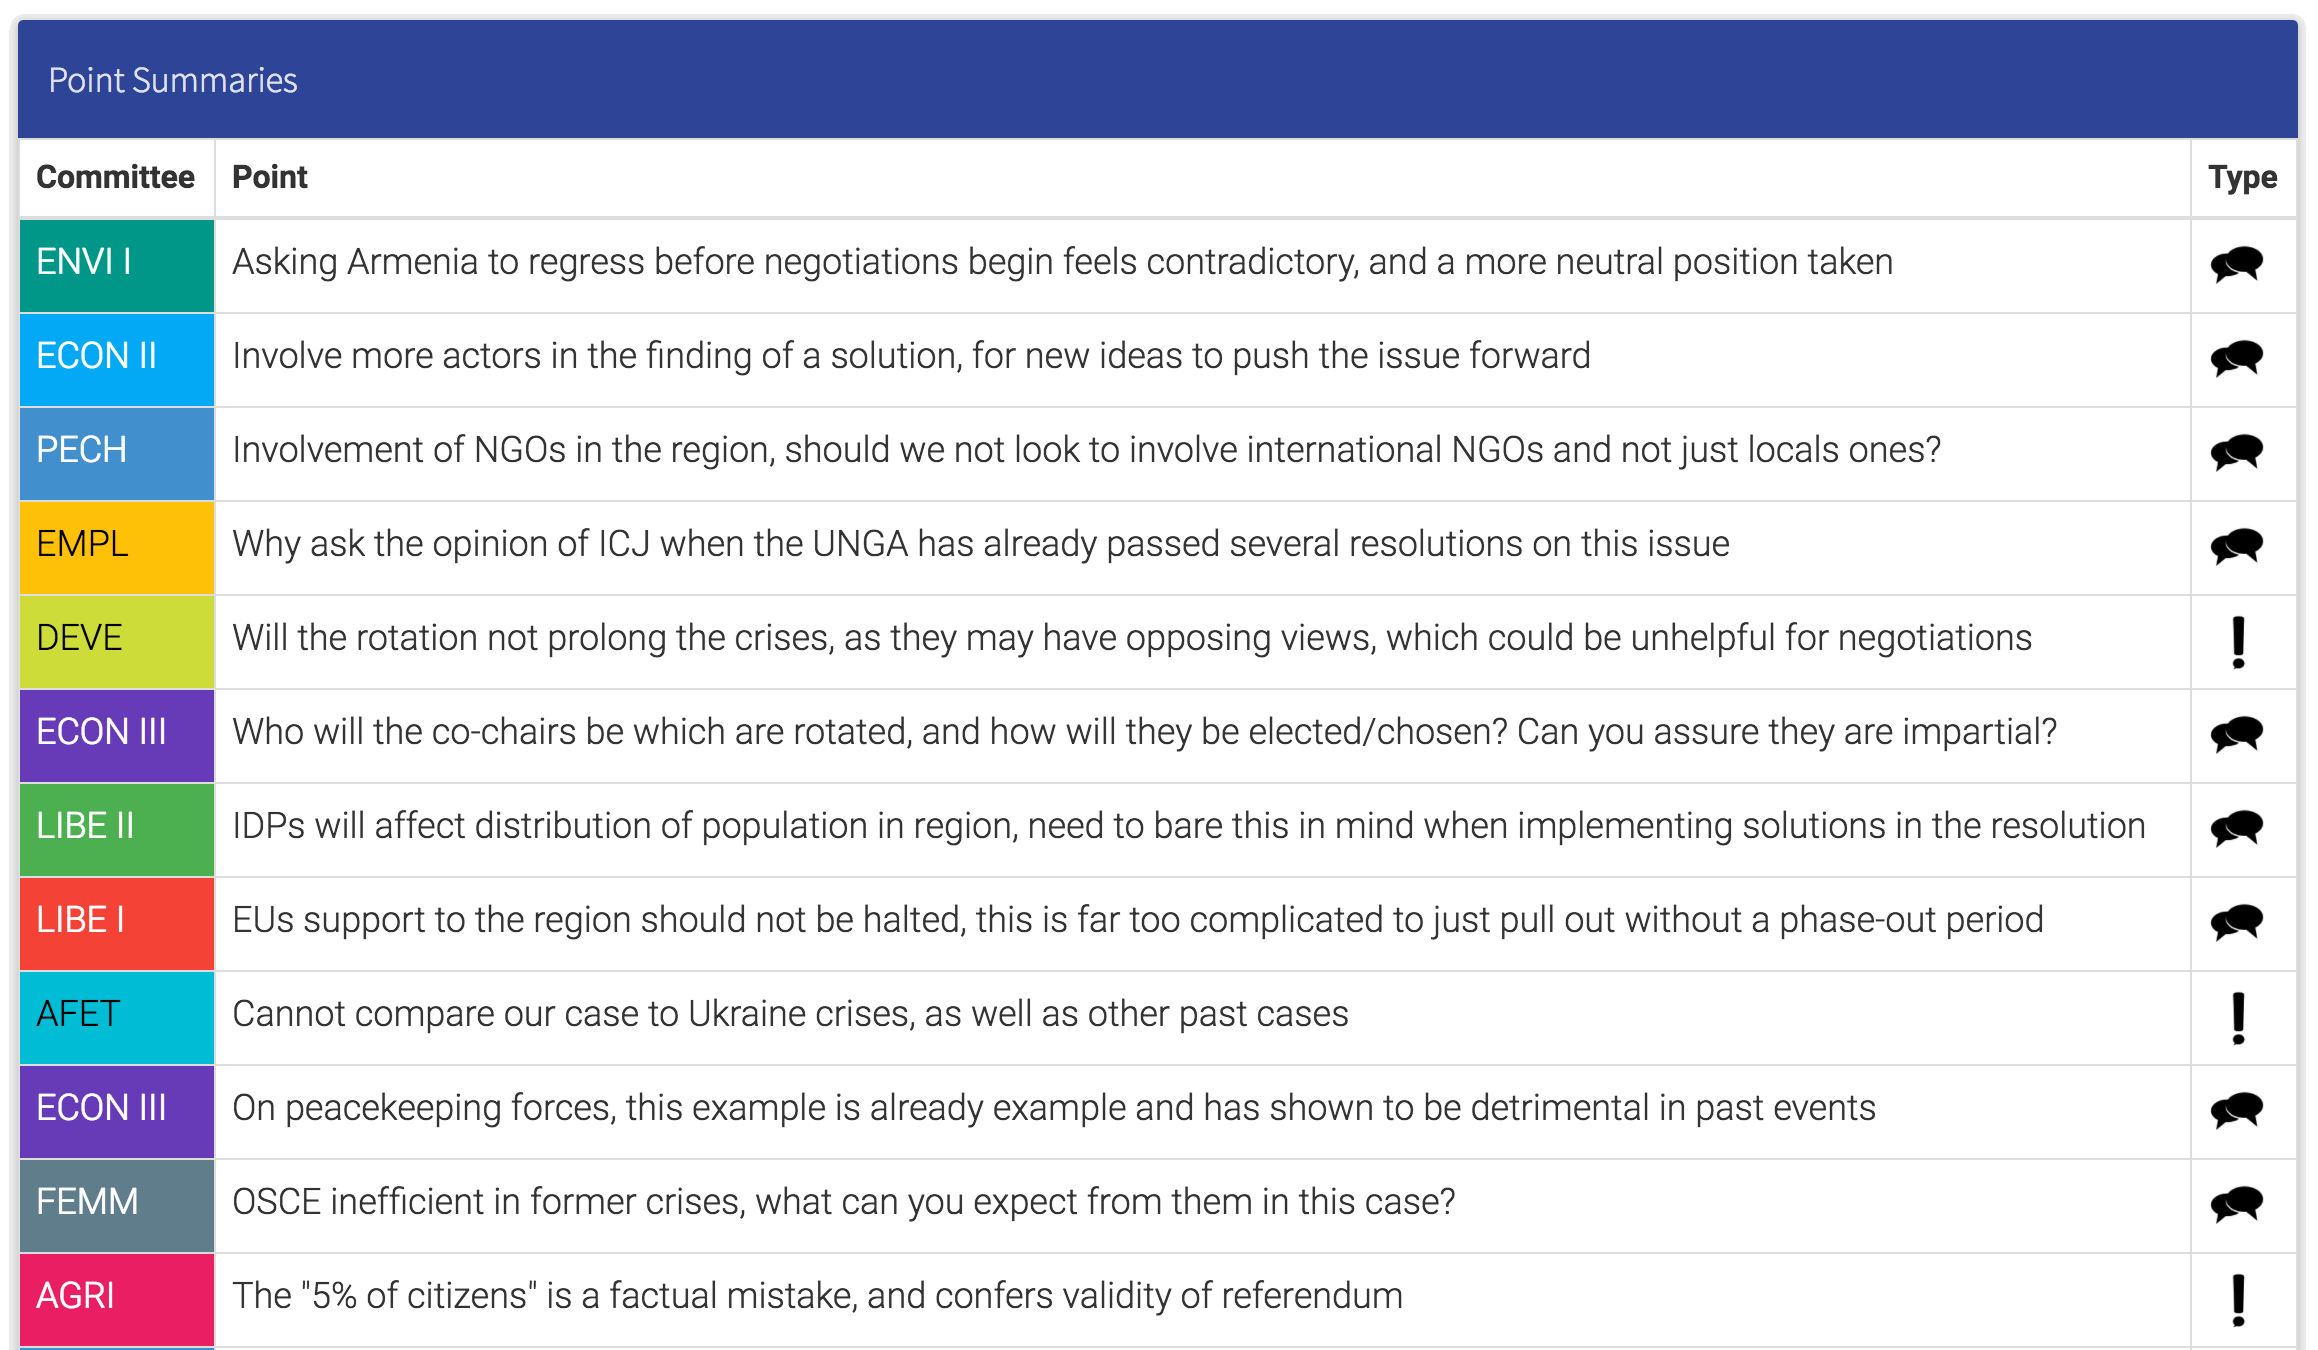 Point Summaries
Committee Point Type
ENVI I Asking Armenia to regress before negotiations begin feels contradictory, and a more neutral position taken
ECON II Involve more actors in the finding of a solution, for new ideas to push the issue forward
PECH Involvement of NGOs in the region, should we not look to involve international NGOs and not just locals ones?
EMPL Why ask the opinion of ICJ when the UNGA has already passed several resolutions on this issue
DEVE Will the rotation not prolong the crises, as they may have opposing views, which could be unhelpful for negotiations
ECON III Who will the co-chairs be which are rotated, and how will they be elected/chosen? Can you assure they are impartial?
LIBE II IDPs will affect distribution of population in region, need to bare this in mind when implementing solutions in the resolution
LIBE I EUs support to the region should not be halted, this is far too complicated to just pull out without a phase-out period
AFET Cannot compare our case to Ukraine crises, as well as other past cases
ECON III On peacekeeping forces, this example is already example and has shown to be detrimental in past events
FEMM OSCE inefficient in former crises, what can you expect from them in this case?
AGRI The "5% of citizens" is a factual mistake, and confers validity of referendum